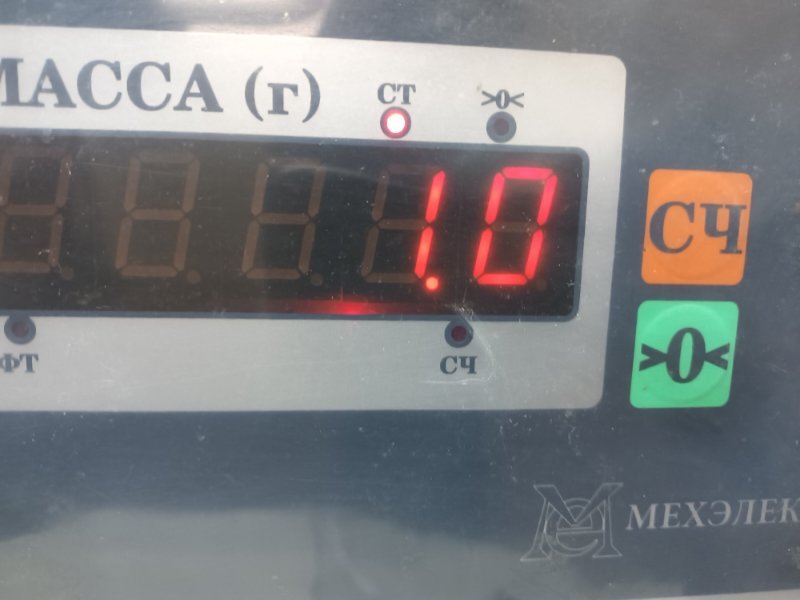 МАССА (г)
СТ >0<
1.0
СЧ
>0<
ФТ СЧ
МЕХЭЛЕК